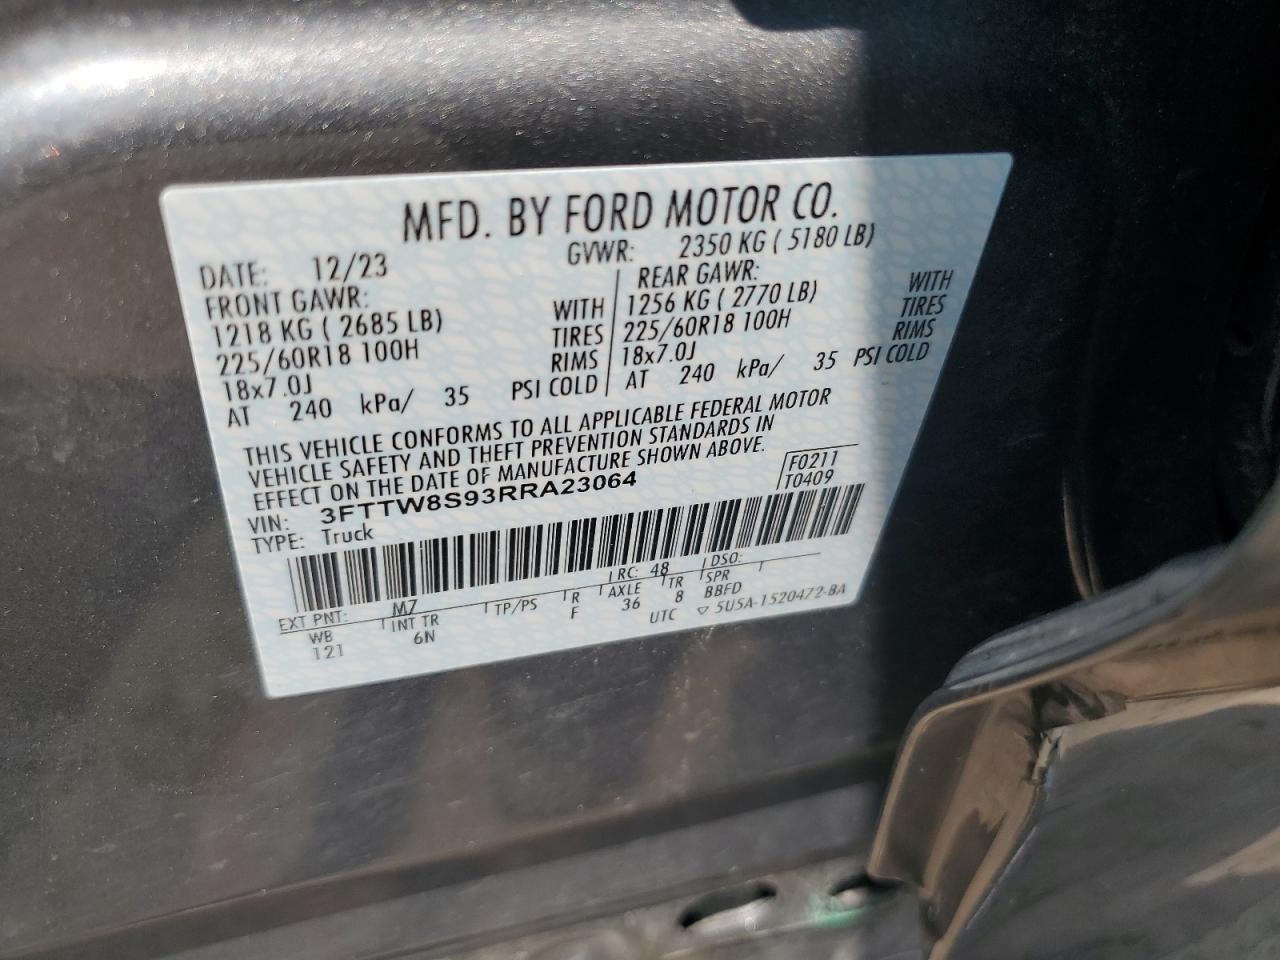 MFD. BY FORD MOTOR CO.
DATE: 12/23 GVWR: 2350 KG ( 5180 LB)
FRONT GAWR:
1218 KG ( 2685 LB) WITH
225/60R18 100H TIRES
18x7.0J RIMS
AT 240 kPa/ 35 PSI COLD
REAR GAWR:
1256 KG ( 2770 LB) WITH
225/60R18 100H TIRES
18x7.0J RIMS
AT 240 kPa/ 35 PSI COLD
THIS VEHICLE CONFORMS TO ALL APPLICABLE FEDERAL MOTOR
VEHICLE SAFETY AND THEFT PREVENTION STANDARDS IN
EFFECT ON THE DATE OF MANUFACTURE SHOWN ABOVE.
VIN: 3FTTW8S93RRA23064
TYPE: Truck
F0211
T0409
EXT PNT: M7 RC: 48 DSO:
WB INT TR TP/PS R AXLE TR SPR
121 6N F 36 8 BBFD
UTC ▽ 5U5A-1520472-BA